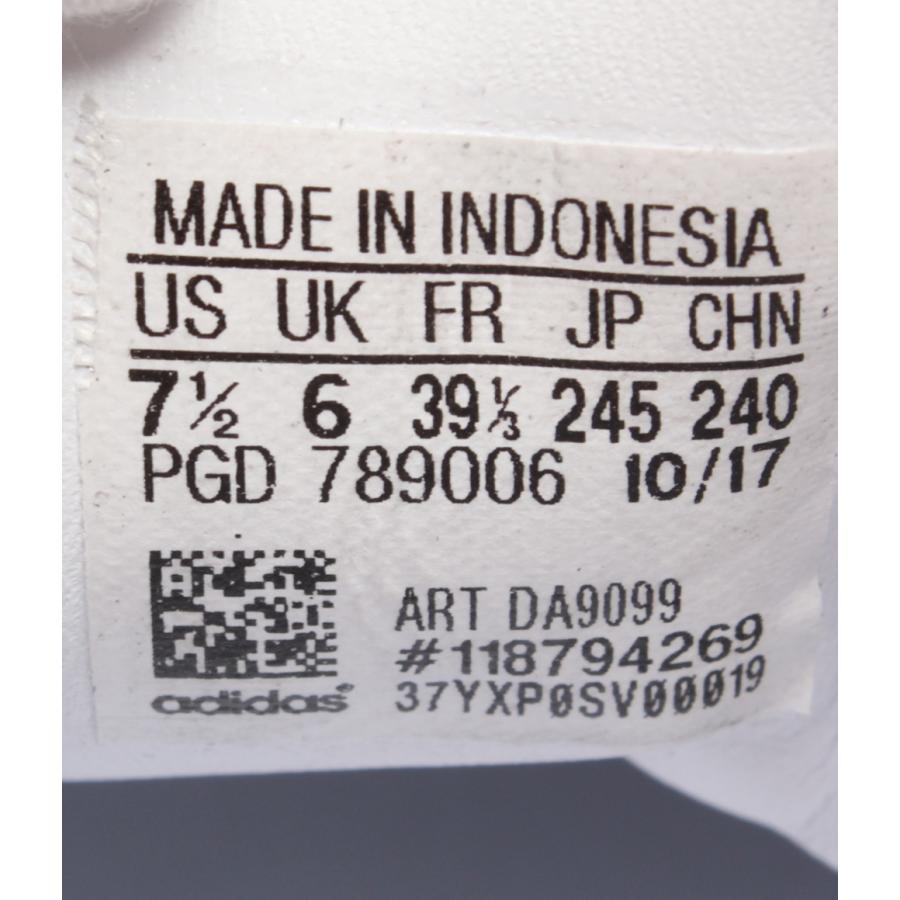 MADE IN INDONESIA
US UK FR JP CHN
7½ 6 39⅓ 245 240
PGD 789006 10/17
ART DA9099
#118794269
37YXPØSVØØØ19
adidas®